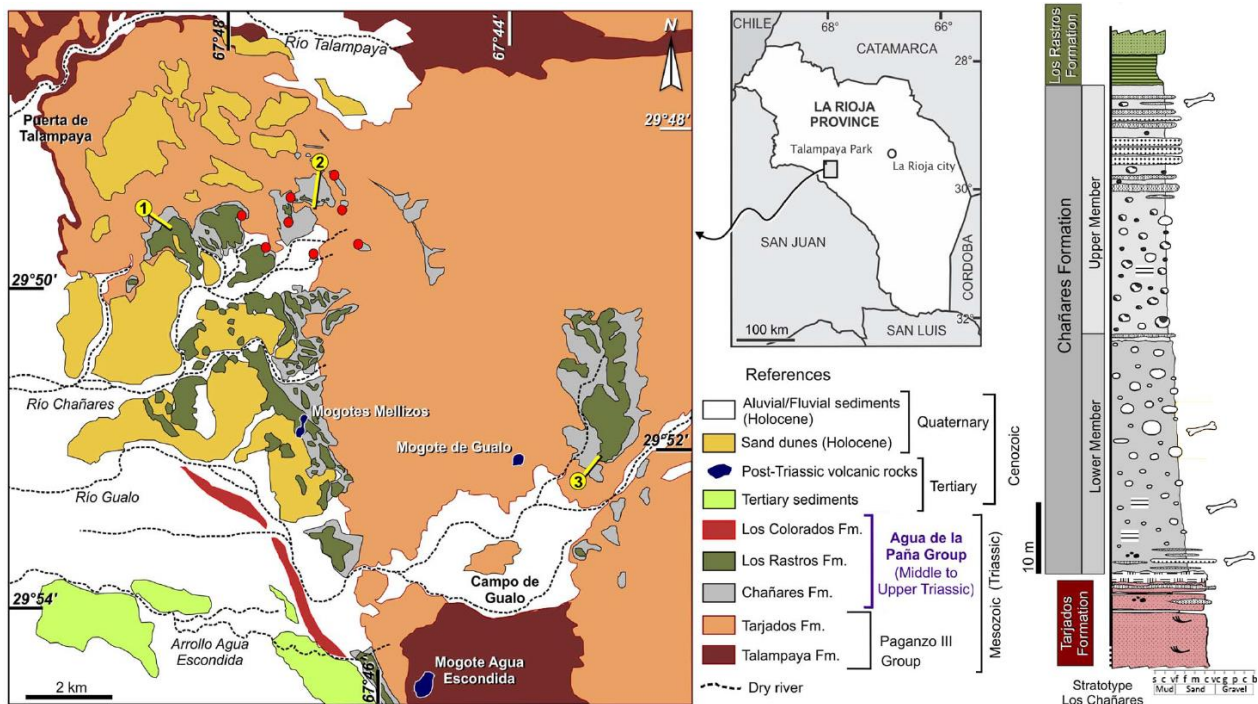 67°48'
Río Talampaya
67°44'
N
Puerta de
Talampaya
29°48'
2
1
29°50'
Río Chañares
Mogotes Mellizos
Mogote de Gualo
29°52'
3
Río Gualo
Campo de
Gualo
29°54'
Arrollo Agua
Escondida
67°46'
Mogote Agua
Escondida
2 km
CHILE
68°
66°
CATAMARCA
28°
LA RIOJA
PROVINCE
Talampaya Park
La Rioja city
30°
SAN JUAN
CORDOBA
32°
SAN LUIS
100 km
References
Aluvial/Fluvial sediments
(Holocene)
Sand dunes (Holocene)
Quaternary
Post-Triassic volcanic rocks
Tertiary sediments
Tertiary
Cenozoic
Los Colorados Fm.
Los Rastros Fm.
Chañares Fm.
Agua de la
Paña Group
(Middle to
Upper Triassic)
Tarjados Fm.
Talampaya Fm.
Paganzo III
Group
Mesozoic (Triassic)
Dry river
Los Rastros
Formation
Chañares Formation
Upper Member
Lower Member
10 m
Tarjados
Formation
Stratotype
Los Chañares
s c vf f m c vc g p c b
Mud Sand Gravel